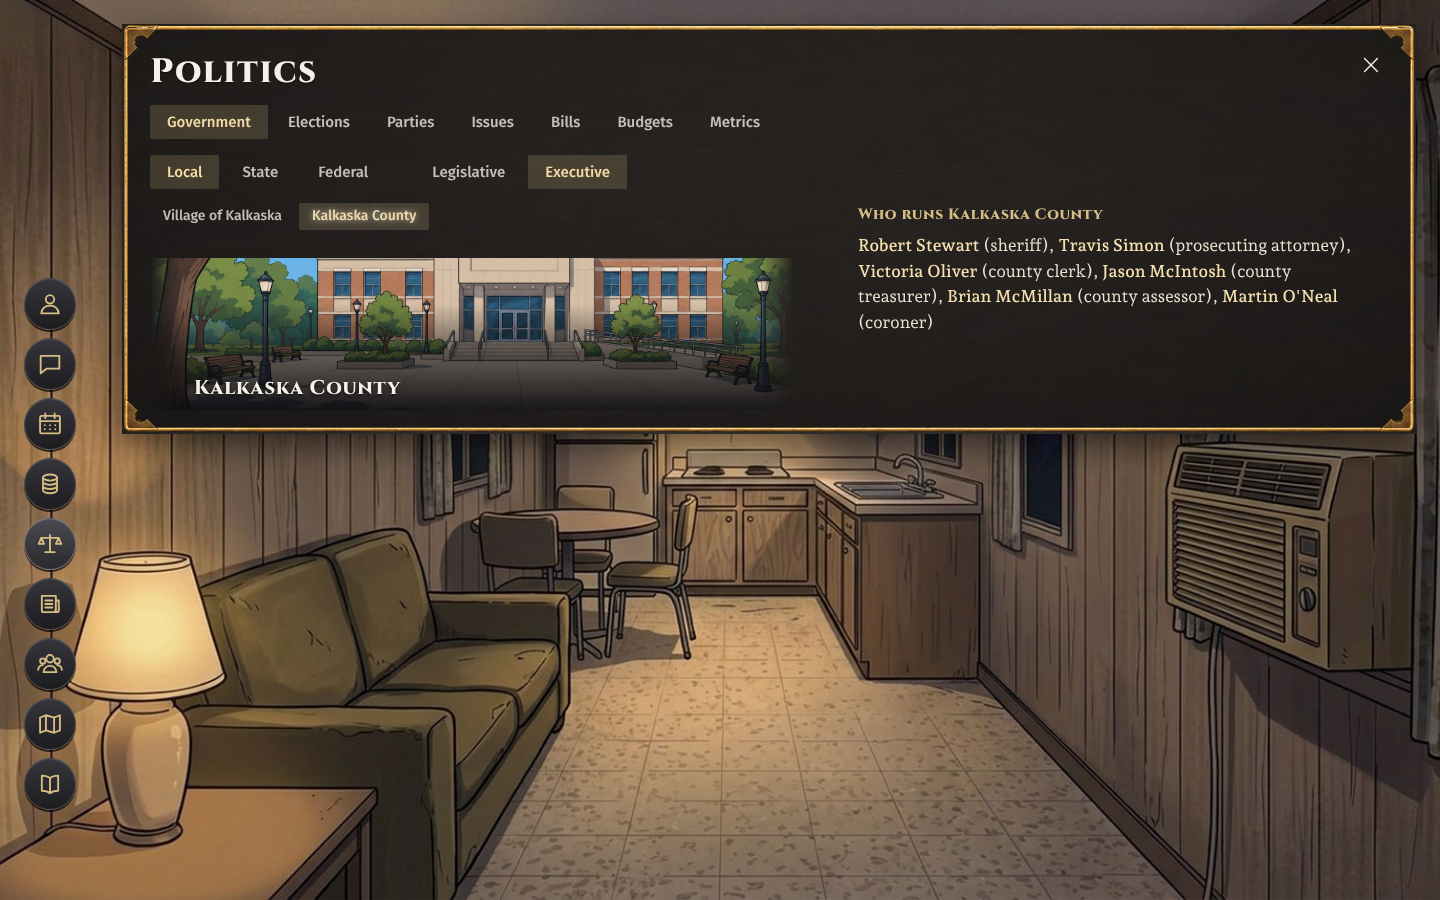 Politics
Government Elections Parties Issues Bills Budgets Metrics
Local State Federal Legislative Executive
Village of Kalkaska Kalkaska County
Kalkaska County
Who runs Kalkaska County
Robert Stewart (sheriff), Travis Simon (prosecuting attorney),
Victoria Oliver (county clerk), Jason McIntosh (county
treasurer), Brian McMillan (county assessor), Martin O'Neal
(coroner)